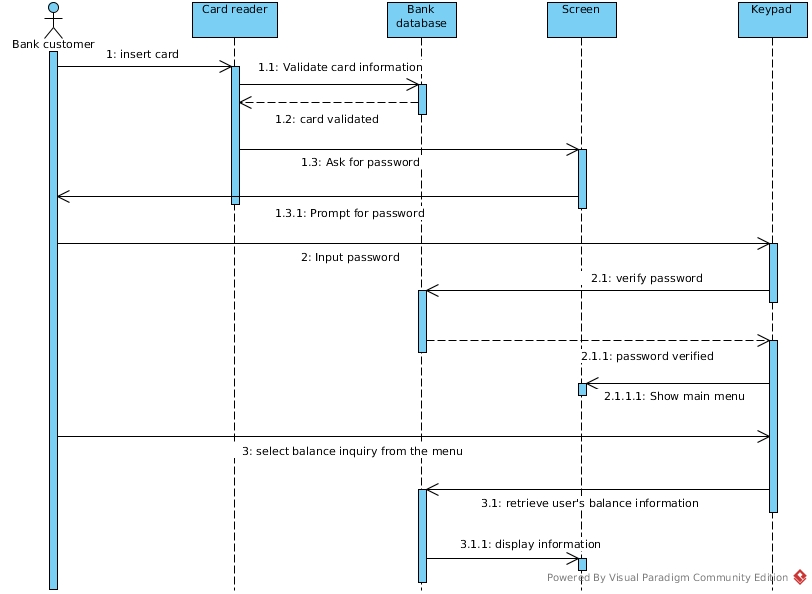 Card reader
Bank
database
Screen
Keypad
Bank customer
1: insert card
1.1: Validate card information
1.2: card validated
1.3: Ask for password
1.3.1: Prompt for password
2: Input password
2.1: verify password
2.1.1: password verified
2.1.1.1: Show main menu
3: select balance inquiry from the menu
3.1: retrieve user's balance information
3.1.1: display information
Powered By Visual Paradigm Community Edition